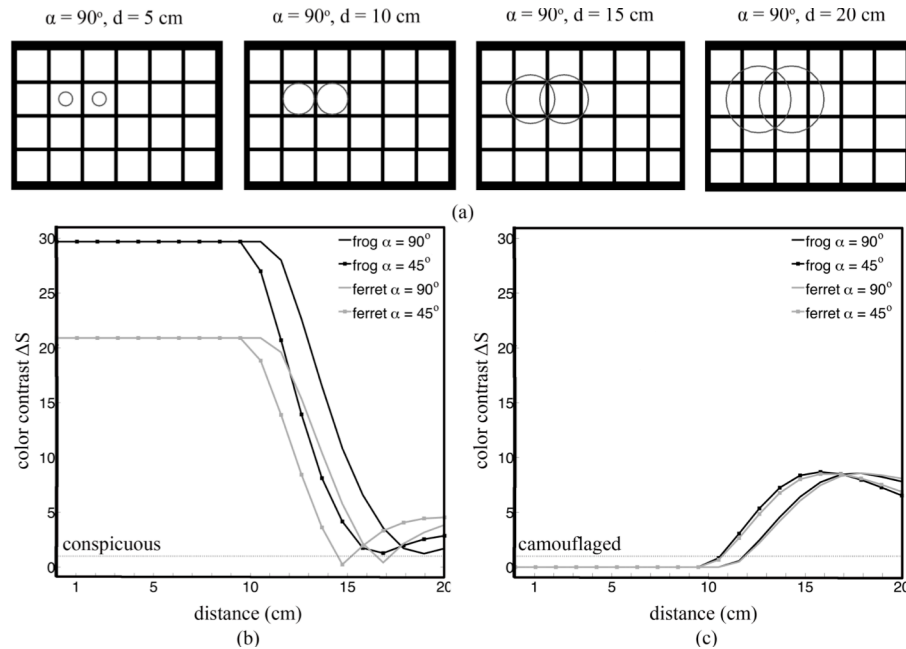 α = 90°, d = 5 cm
α = 90°, d = 10 cm
α = 90°, d = 15 cm
α = 90°, d = 20 cm
(a)
30
25
20
15
10
5
0
color contrast ΔS
frog α = 90°
frog α = 45°
ferret α = 90°
ferret α = 45°
conspicuous
1
5
10
15
20
distance (cm)
(b)
30
25
20
15
10
5
0
color contrast ΔS
frog α = 90°
frog α = 45°
ferret α = 90°
ferret α = 45°
camouflaged
1
5
10
15
20
distance (cm)
(c)